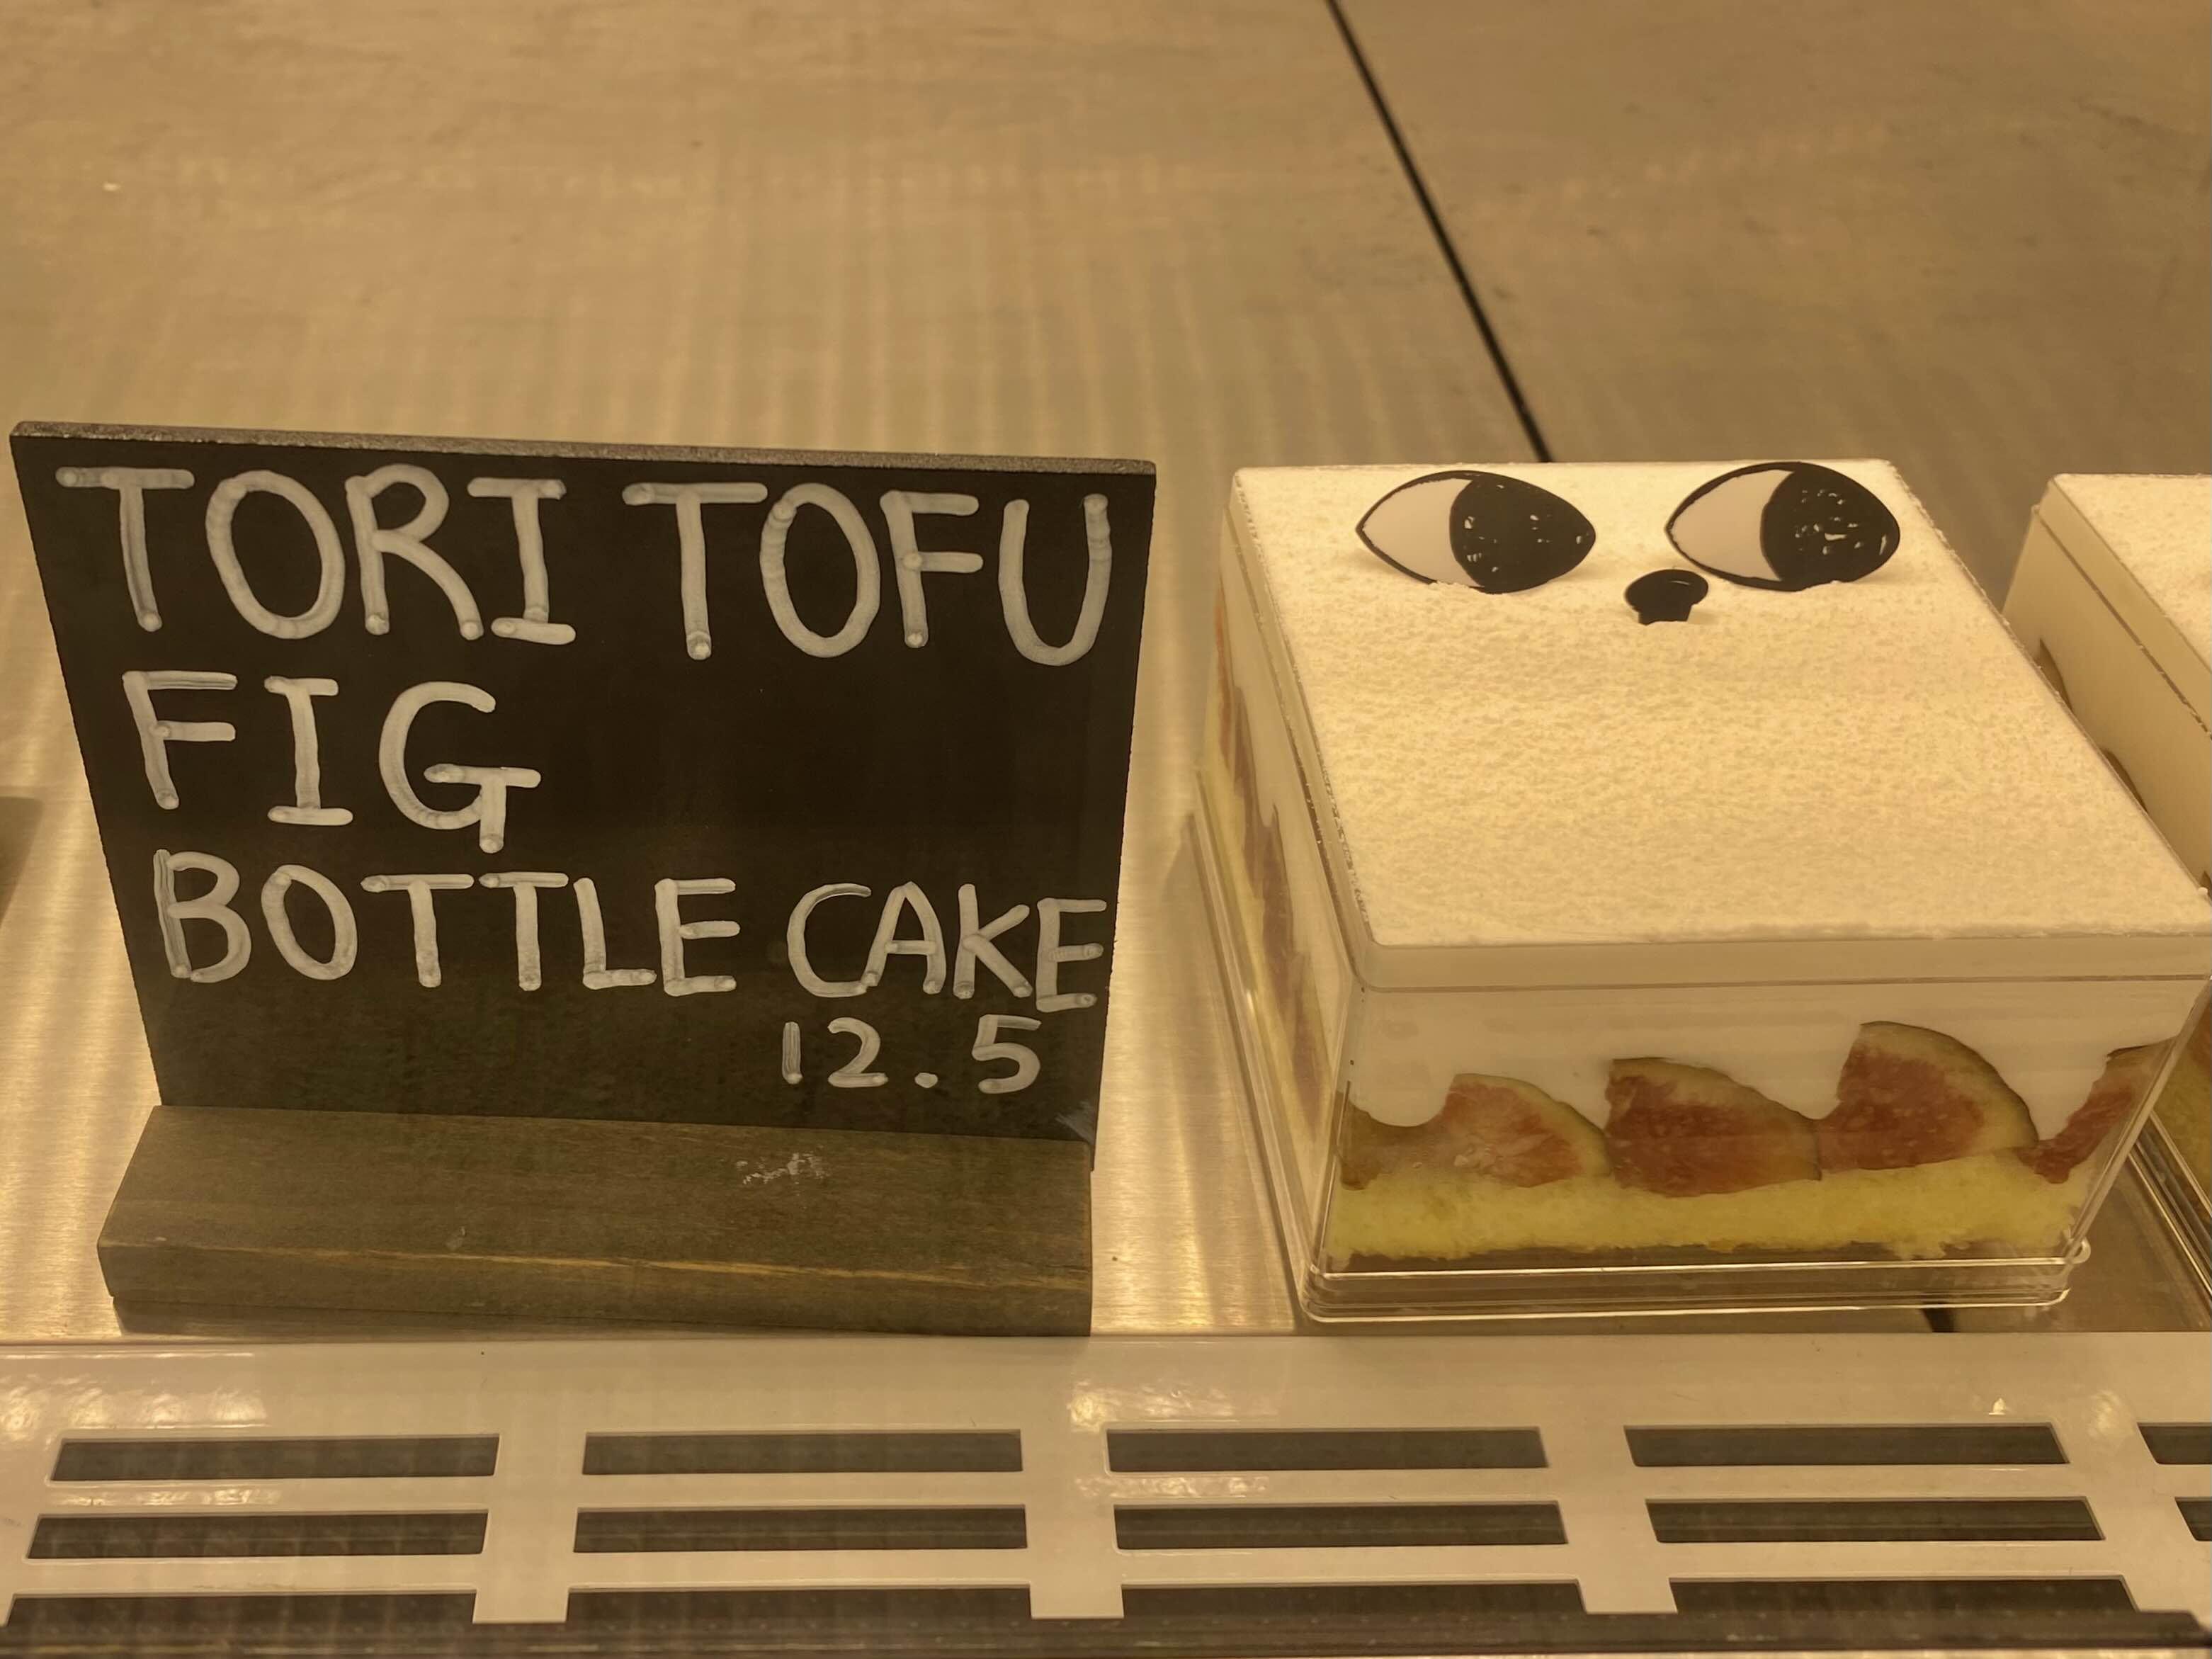 TORI TOFU
FIG
BOTTLE CAKE
12.5